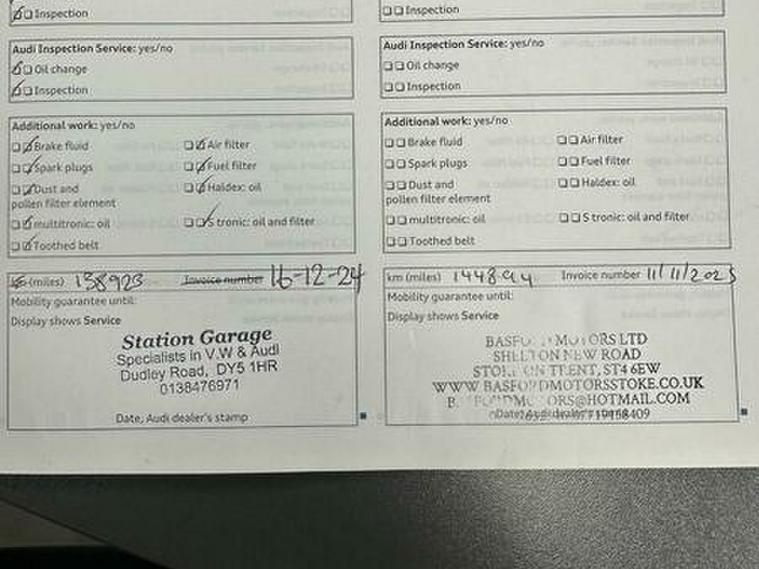 Inspection
Audi Inspection Service: yes/no
Oil change
Inspection
Additional work: yes/no
Brake fluid
Air filter
Spark plugs
Fuel filter
Dust and
pollen filter element
Haldex: oil
multitronic: oil
S tronic: oil and filter
Toothed belt
km (miles) 138923 Invoice number 16-12-24
Mobility guarantee until:
Display shows Service
Station Garage
Specialists in V.W & Audi
Dudley Road, DY5 1HR
0138476971
Date, Audi dealer's stamp
Inspection
Audi Inspection Service: yes/no
Oil change
Inspection
Additional work: yes/no
Brake fluid
Air filter
Spark plugs
Fuel filter
Dust and
pollen filter element
Haldex: oil
multitronic: oil
S tronic: oil and filter
Toothed belt
km (miles) Invoice number 11/11/2025
Mobility guarantee until:
Display shows Service
BASFORD MOTORS LTD
SHELTON NEW ROAD
STOKE ON TRENT, ST4 6EW
WWW.BASFORDMOTORSSTOKE.CO.UK
Date, Audi dealer's stamp